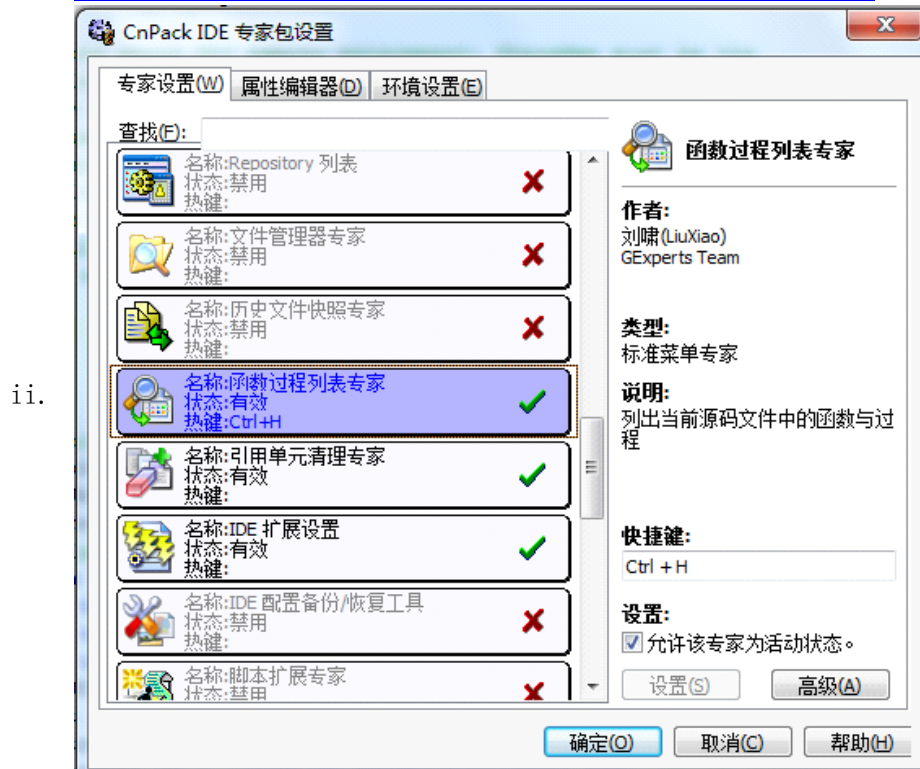 CnPack IDE 专家包设置
专家设置(W) 属性编辑器(D) 环境设置(E)
查找(F):
名称:Repository 列表
状态:禁用
热键:
名称:文件管理器专家
状态:禁用
热键:
名称:历史文件快照专家
状态:禁用
热键:
ii.
名称:函数过程列表专家
状态:有效
热键:Ctrl+H
名称:引用单元清理专家
状态:有效
热键:
名称:IDE 扩展设置
状态:有效
热键:
名称:IDE 配置备份/恢复工具
状态:禁用
热键:
名称:脚本扩展专家
状态:禁用
函数过程列表专家
作者:
刘啸(LiuXiao)
GExperts Team
类型:
标准菜单专家
说明:
列出当前源码文件中的函数与过
程
快捷键:
Ctrl + H
设置:
允许该专家为活动状态。
设置(S) 高级(A)
确定(O) 取消(C) 帮助(H)